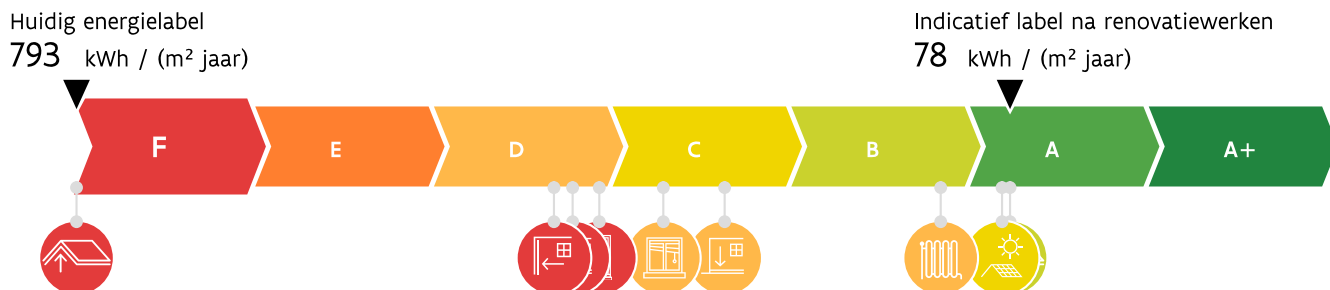 Huidig energielabel
793 kWh / (m² jaar)
Indicatief label na renovatiewerken
78 kWh / (m² jaar)
F E D C B A A+